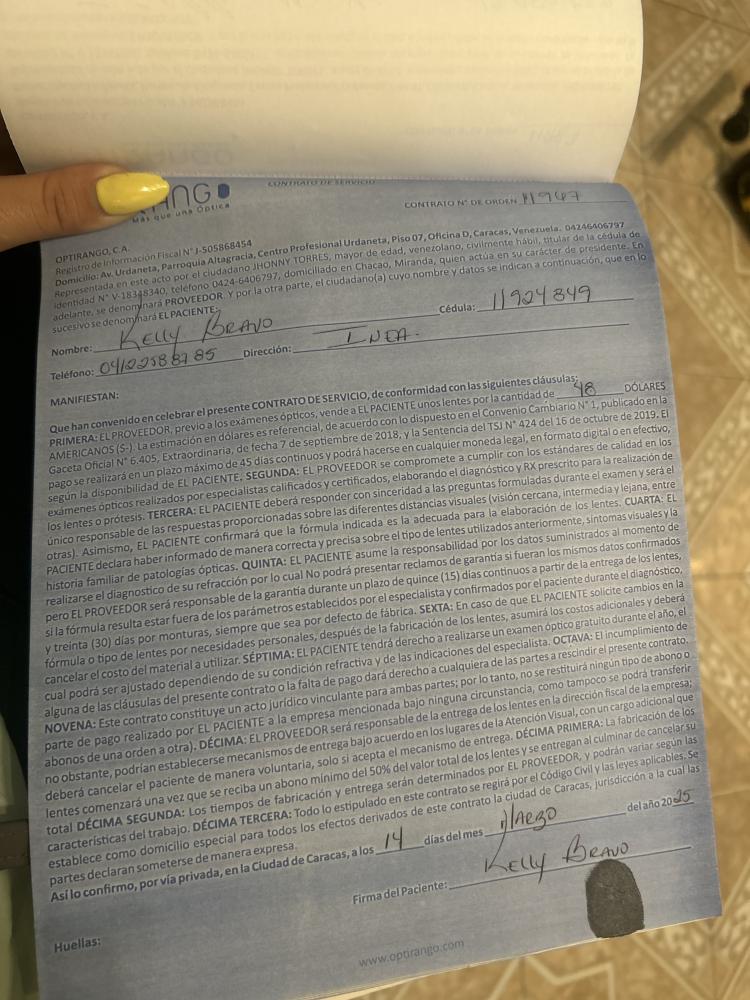 ANGO
Más que una Óptica
CONTRATO DE SERVICIO
CONTRATO N° DE ORDEN 11947
OPTIRANGO, C.A.
Registro de Información Fiscal N° J-505868454
Domicilio: Av. Urdaneta, Parroquia Altagracia, Centro Profesional Urdaneta, Piso 07, Oficina D, Caracas, Venezuela. 04246406797
Representada en este acto por el ciudadano JHONNY TORRES, mayor de edad, venezolano, civilmente hábil, titular de la cédula de
identidad N° V-18348340, teléfono 0424-6406797, domiciliado en Chacao, Miranda, quien actúa en su carácter de presidente. En
adelante, se denominará PROVEEDOR. Y por la otra parte, el ciudadano(a) cuyo nombre y datos se indican a continuación, que en lo
sucesivo se denominará EL PACIENTE:
Nombre: KELLY BRAVO Cédula: 11924849
Teléfono: 04122588785 Dirección: INEA.
MANIFIESTAN:
Que han convenido en celebrar el presente CONTRATO DE SERVICIO, de conformidad con las siguientes cláusulas:
PRIMERA: EL PROVEEDOR, previo a los exámenes ópticos, vende a EL PACIENTE unos lentes por la cantidad de 48 DÓLARES
AMERICANOS ($-). La estimación en dólares es referencial, de acuerdo con lo dispuesto en el Convenio Cambiario N° 1, publicado en la
Gaceta Oficial N° 6.405, Extraordinaria, de fecha 7 de septiembre de 2018, y la Sentencia del TSJ N° 424 del 16 de octubre de 2019. El
pago se realizará en un plazo máximo de 45 días continuos y podrá hacerse en cualquier moneda legal, en formato digital o en efectivo,
según la disponibilidad de EL PACIENTE. SEGUNDA: EL PROVEEDOR se compromete a cumplir con los estándares de calidad en los
exámenes ópticos realizados por especialistas calificados y certificados, elaborando el diagnóstico y RX prescrito para la realización de
los lentes o prótesis. TERCERA: EL PACIENTE deberá responder con sinceridad a las preguntas formuladas durante el examen y será el
único responsable de las respuestas proporcionadas sobre las diferentes distancias visuales (visión cercana, intermedia y lejana, entre
otras). Asimismo, EL PACIENTE confirmará que la fórmula indicada es la adecuada para la elaboración de los lentes. CUARTA: EL
PACIENTE declara haber informado de manera correcta y precisa sobre el tipo de lentes utilizados anteriormente, síntomas visuales y la
historia familiar de patologías ópticas. QUINTA: EL PACIENTE asume la responsabilidad por los datos suministrados al momento de
realizarse el diagnostico de su refracción por lo cual No podrá presentar reclamos de garantía si fueran los mismos datos confirmados
pero EL PROVEEDOR será responsable de la garantía durante un plazo de quince (15) días continuos a partir de la entrega de los lentes,
si la fórmula resulta estar fuera de los parámetros establecidos por el especialista y confirmados por el paciente durante el diagnóstico,
y treinta (30) días por monturas, siempre que sea por defecto de fábrica. SEXTA: En caso de que EL PACIENTE solicite cambios en la
fórmula o tipo de lentes por necesidades personales, después de la fabricación de los lentes, asumirá los costos adicionales y deberá
cancelar el costo del material a utilizar. SÉPTIMA: EL PACIENTE tendrá derecho a realizarse un examen óptico gratuito durante el año, el
cual podrá ser ajustado dependiendo de su condición refractiva y de las indicaciones del especialista. OCTAVA: El incumplimiento de
alguna de las cláusulas del presente contrato o la falta de pago dará derecho a cualquiera de las partes a rescindir el presente contrato.
NOVENA: Este contrato constituye un acto jurídico vinculante para ambas partes; por lo tanto, no se restituirá ningún tipo de abono o
parte de pago realizado por EL PACIENTE a la empresa mencionada bajo ninguna circunstancia, como tampoco se podrá transferir
abonos de una orden a otra). DÉCIMA: EL PROVEEDOR será responsable de la entrega de los lentes en la dirección fiscal de la empresa;
no obstante, podrían establecerse mecanismos de entrega bajo acuerdo en los lugares de la Atención Visual, con un cargo adicional que
deberá cancelar el paciente de manera voluntaria, solo si acepta el mecanismo de entrega. DÉCIMA PRIMERA: La fabricación de los
lentes comenzará una vez que se reciba un abono mínimo del 50% del valor total de los lentes y se entregan al culminar de cancelar su
total DÉCIMA SEGUNDA: Los tiempos de fabricación y entrega serán determinados por EL PROVEEDOR, y podrán variar según las
características del trabajo. DÉCIMA TERCERA: Todo lo estipulado en este contrato se regirá por el Código Civil y las leyes aplicables. Se
establece como domicilio especial para todos los efectos derivados de este contrato la ciudad de Caracas, jurisdicción a la cual las
partes declaran someterse de manera expresa.
Así lo confirmo, por vía privada, en la Ciudad de Caracas, a los 14 días del mes MARZO del año 2025
Firma del Paciente: KELLY BRAVO
Huellas:
www.optirango.com